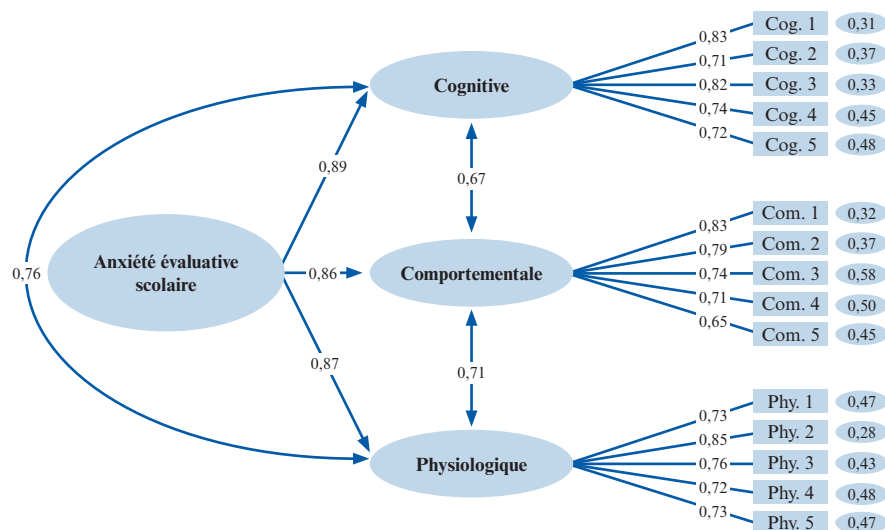 Cognitive
0,83
0,71
0,82
0,74
0,72
Cog. 1
0,31
Cog. 2
0,37
Cog. 3
0,33
Cog. 4
0,45
Cog. 5
0,48
0,89
0,67
Anxiété évaluative
scolaire
0,76
0,86
Comportementale
0,83
0,79
0,74
0,71
0,65
Com. 1
0,32
Com. 2
0,37
Com. 3
0,58
Com. 4
0,50
Com. 5
0,45
0,87
0,71
Physiologique
0,73
0,85
0,76
0,72
0,73
Phy. 1
0,47
Phy. 2
0,28
Phy. 3
0,43
Phy. 4
0,48
Phy. 5
0,47